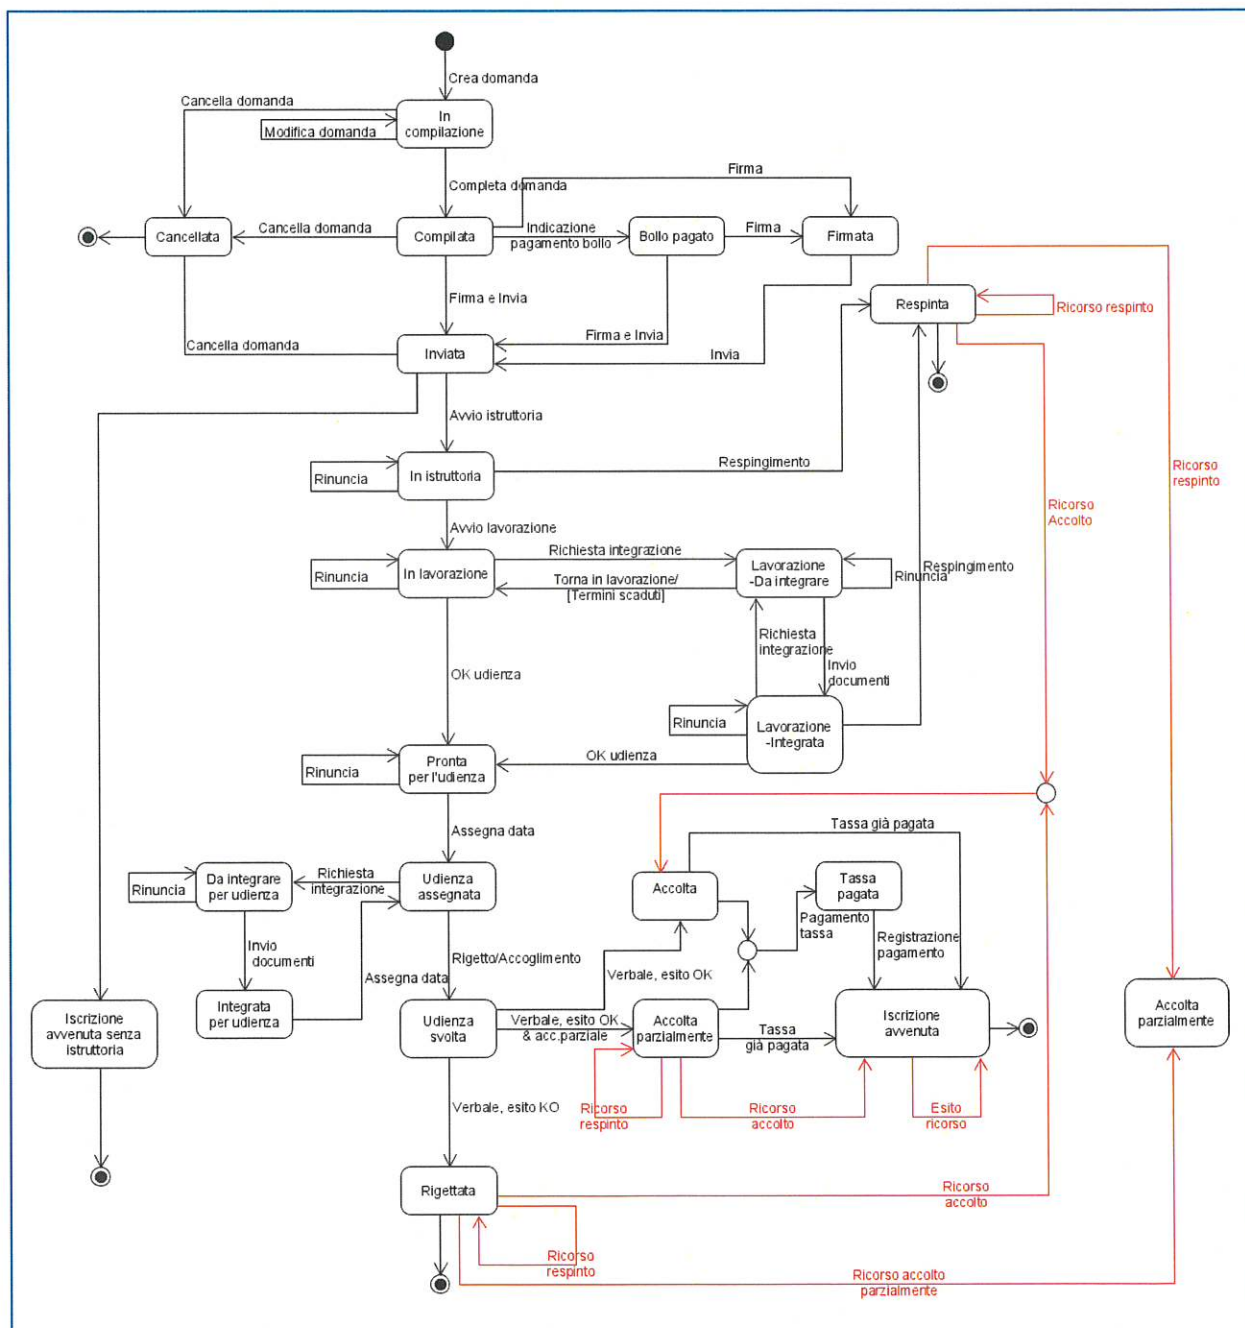 Crea domanda
Cancella domanda
In
compilazione
Modifica domanda
Completa domanda
Firma
Cancellata
Cancella domanda
Compilata
Indicazione
pagamento bollo
Bollo pagato
Firma
Firmata
Firma e Invia
Respinta
Ricorso respinto
Cancella domanda
Inviata
Firma e Invia
Invia
Avvio istruttoria
Rinuncia
In istruttoria
Respingimento
Ricorso
respinto
Ricorso
Accolto
Avvio lavorazione
Rinuncia
In lavorazione
Richiesta integrazione
Torna in lavorazione/
[Termini scaduti]
Lavorazione
-Da integrare
Rinuncia
Respingimento
Richiesta
integrazione
Invio
documenti
OK udienza
Rinuncia
Lavorazione
-Integrata
Rinuncia
Pronta
per l'udienza
OK udienza
Assegna data
Tassa già pagata
Rinuncia
Da integrare
per udienza
Richiesta
integrazione
Udienza
assegnata
Accolta
Tassa
pagata
Pagamento
tassa
Invio
documenti
Assegna data
Rigetto/Accoglimento
Verbale, esito OK
Registrazione
pagamento
Iscrizione
avvenuta senza
istruttoria
Integrata
per udienza
Udienza
svolta
Verbale, esito OK
& acc.parziale
Accolta
parzialmente
Tassa
già pagata
Iscrizione
avvenuta
Accolta
parzialmente
Verbale, esito KO
Ricorso
respinto
Ricorso
accolto
Esito
ricorso
Rigettata
Ricorso
accolto
Ricorso
respinto
Ricorso accolto
parzialmente